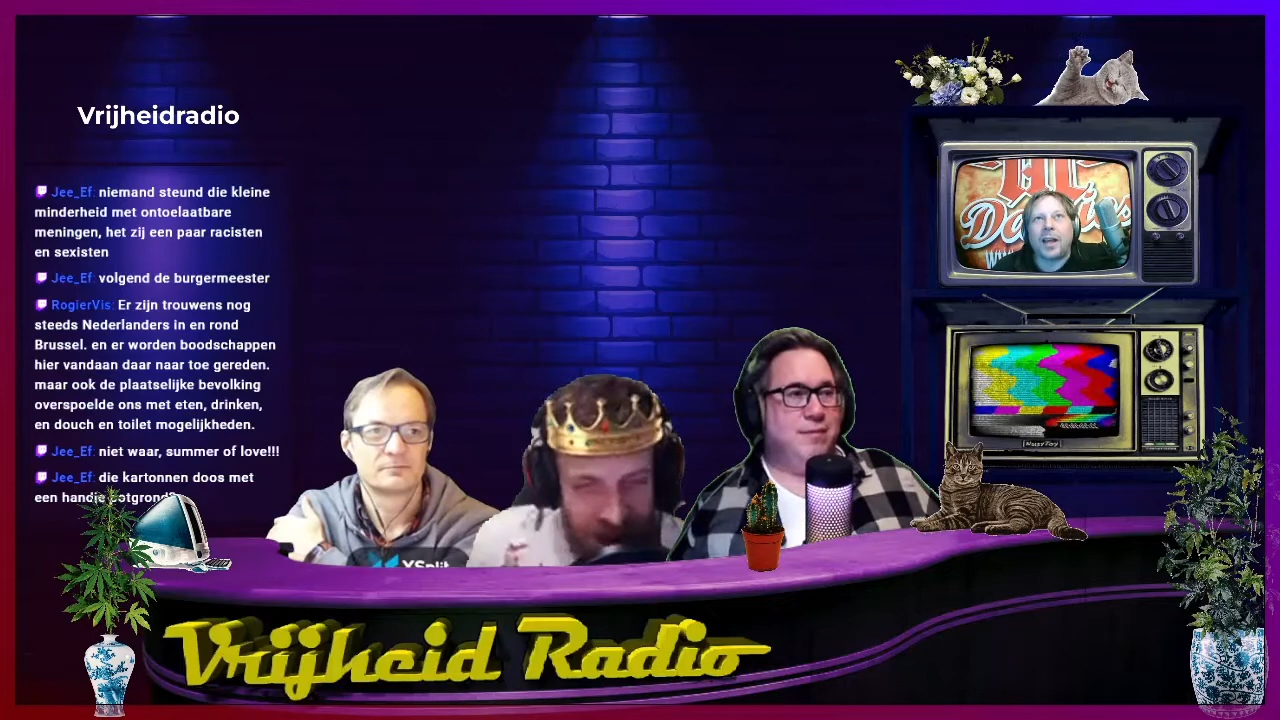 Vrijheidradio
Jee_Ef: niemand steund die kleine
minderheid met ontoelaatbare
meningen, het zij een paar racisten
en sexisten
Jee_Ef: volgend de burgermeester
RogierVis: Er zijn trouwens nog
steeds Nederlanders in en rond
Brussel. en er worden boodschappen
hier vandaan daar naar toe gereden.
maar ook de plaatselijke bevolking
overspoelde ons met eten, drinken,
en douch en toilet mogelijkheden.
Jee_Ef: niet waar, summer of love!!!
Jee_Ef: die kartonnen doos met
een handje
XSplit
Vrijheid Radio